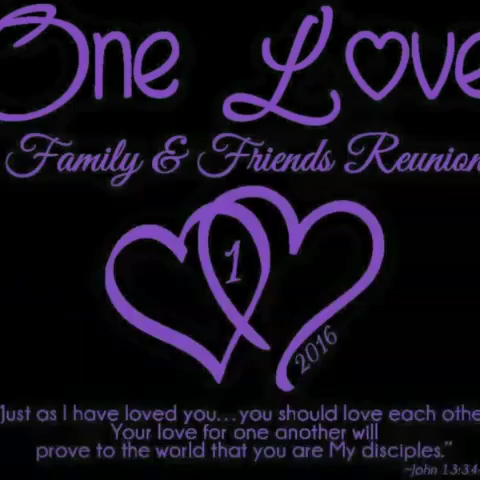 One Love
Family & Friends Reunion
1
2016
Just as I have loved you...you should love each othe
Your love for one another will
prove to the world that you are My disciples."
~John 13:34